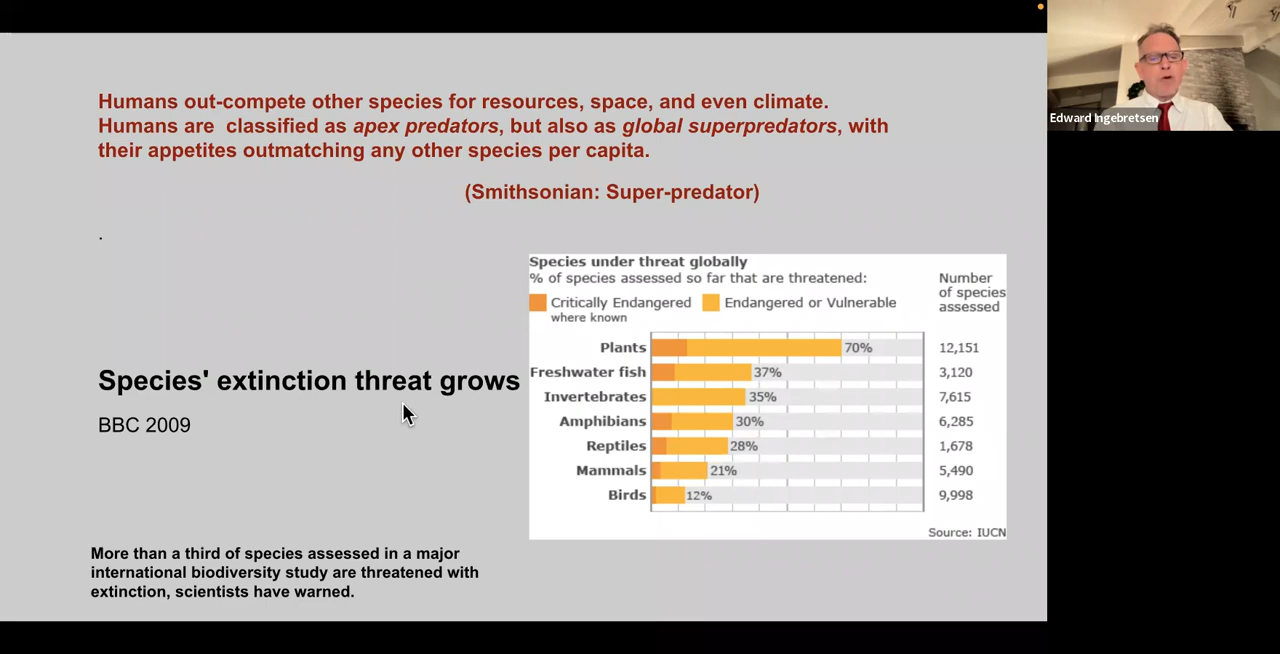 Humans out-compete other species for resources, space, and even climate.
Humans are  classified as apex predators, but also as global superpredators, with
their appetites outmatching any other species per capita.
(Smithsonian: Super-predator)
.
Edward Ingebretsen
Species' extinction threat grows
BBC 2009
Species under threat globally
% of species assessed so far that are threatened:
Critically Endangered
where known
Endangered or Vulnerable
Number
of species
assessed
Plants 70% 12,151
Freshwater fish 37% 3,120
Invertebrates 35% 7,615
Amphibians 30% 6,285
Reptiles 28% 1,678
Mammals 21% 5,490
Birds 12% 9,998
Source: IUCN
More than a third of species assessed in a major
international biodiversity study are threatened with
extinction, scientists have warned.